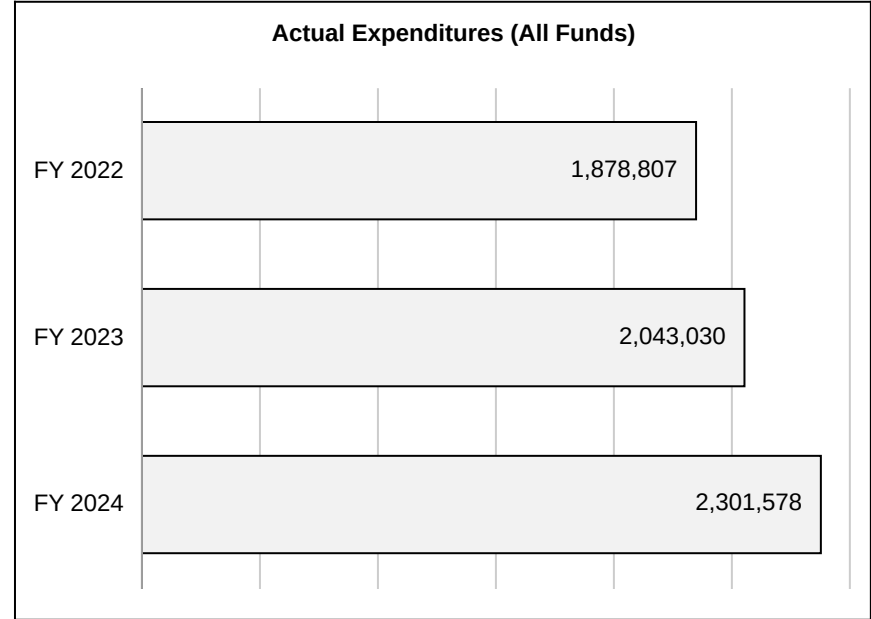 Actual Expenditures (All Funds)
FY 2022
1,878,807
FY 2023
2,043,030
FY 2024
2,301,578